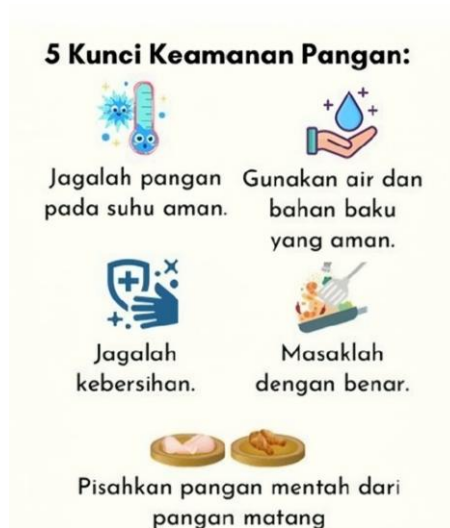 5 Kunci Keamanan Pangan:
Jagalah pangan
pada suhu aman.
Gunakan air dan
bahan baku
yang aman.
Jagalah
kebersihan.
Masaklah
dengan benar.
Pisahkan pangan mentah dari
pangan matang